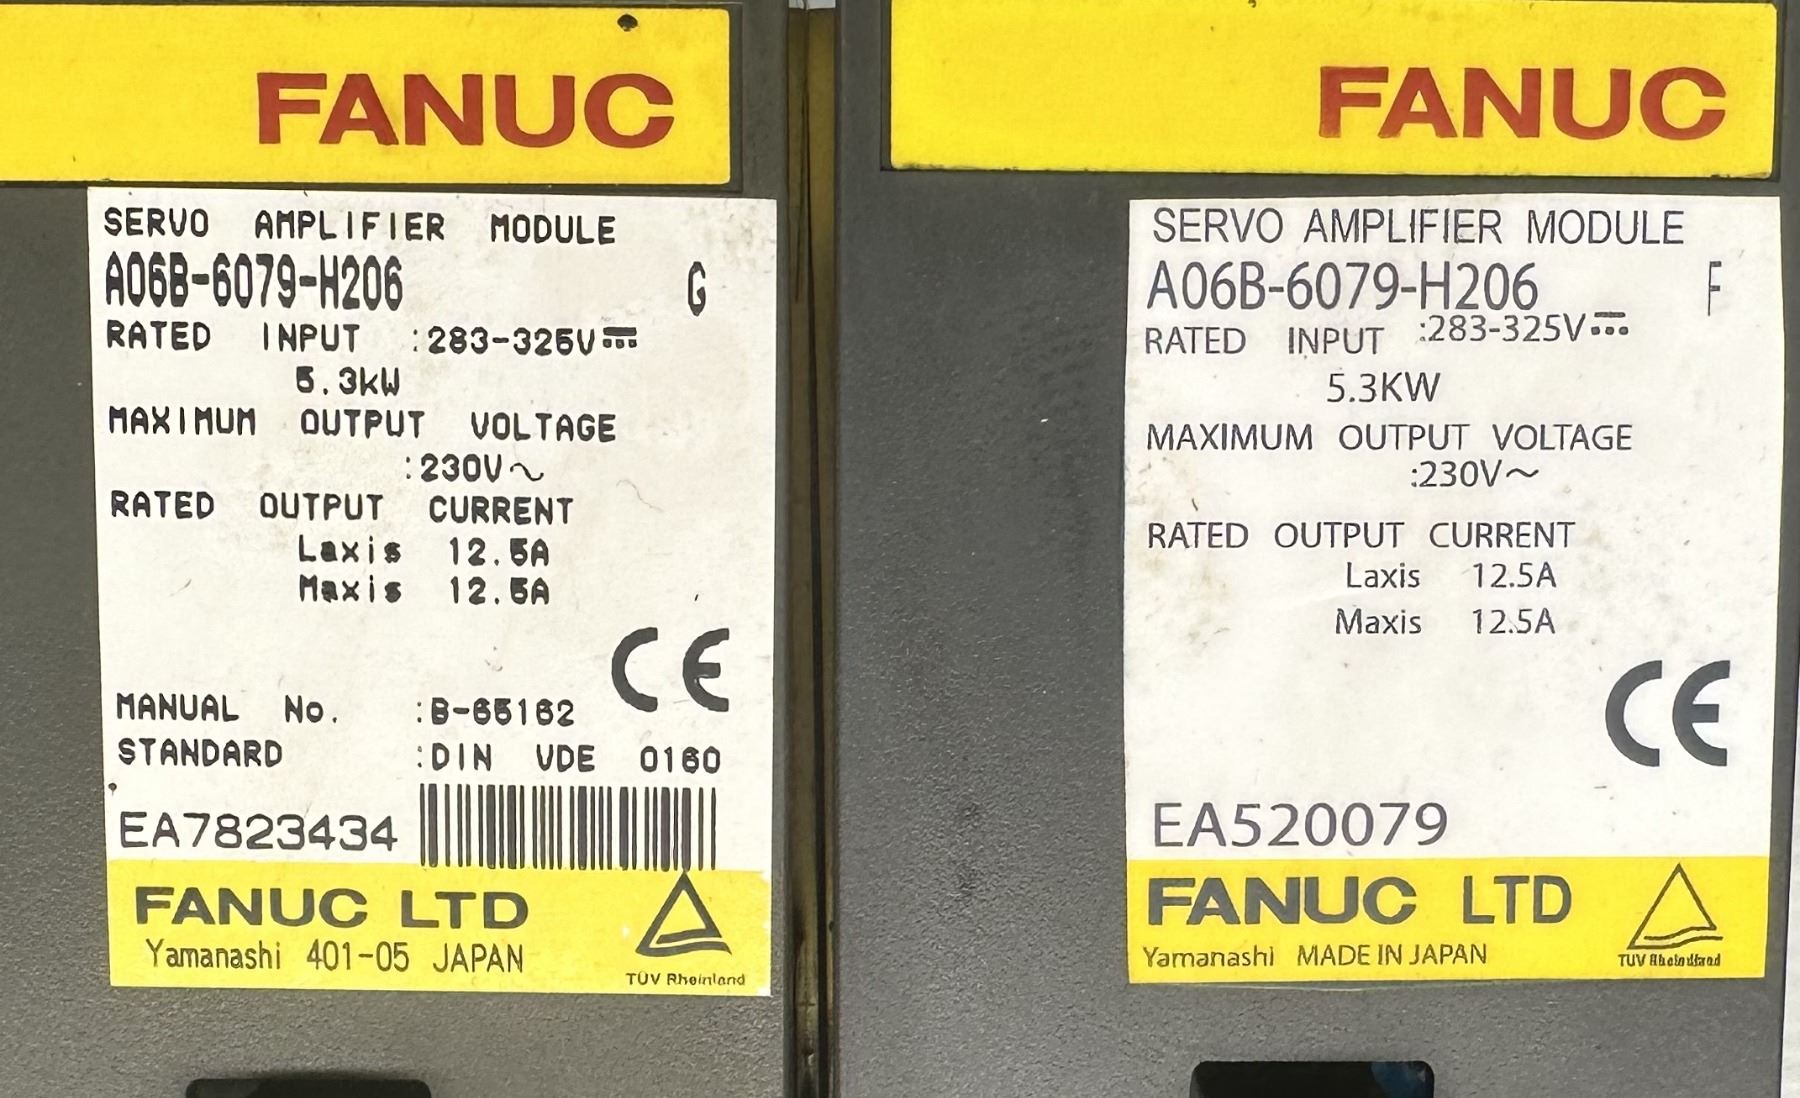 FANUC
SERVO AMPLIFIER MODULE
A06B-6079-H206 G
RATED INPUT :283-325V
5.3kW
MAXIMUM OUTPUT VOLTAGE
:230V~
RATED OUTPUT CURRENT
Laxis 12.5A
Maxis 12.5A
CE
MANUAL No. :B-65162
STANDARD :DIN VDE 0160
EA7823434
FANUC LTD
Yamanashi 401-05 JAPAN
TÜV Rheinland
FANUC
SERVO AMPLIFIER MODULE
A06B-6079-H206 F
RATED INPUT :283-325V
5.3KW
MAXIMUM OUTPUT VOLTAGE
:230V~
RATED OUTPUT CURRENT
Laxis 12.5A
Maxis 12.5A
CE
EA520079
FANUC LTD
Yamanashi MADE IN JAPAN
TUV